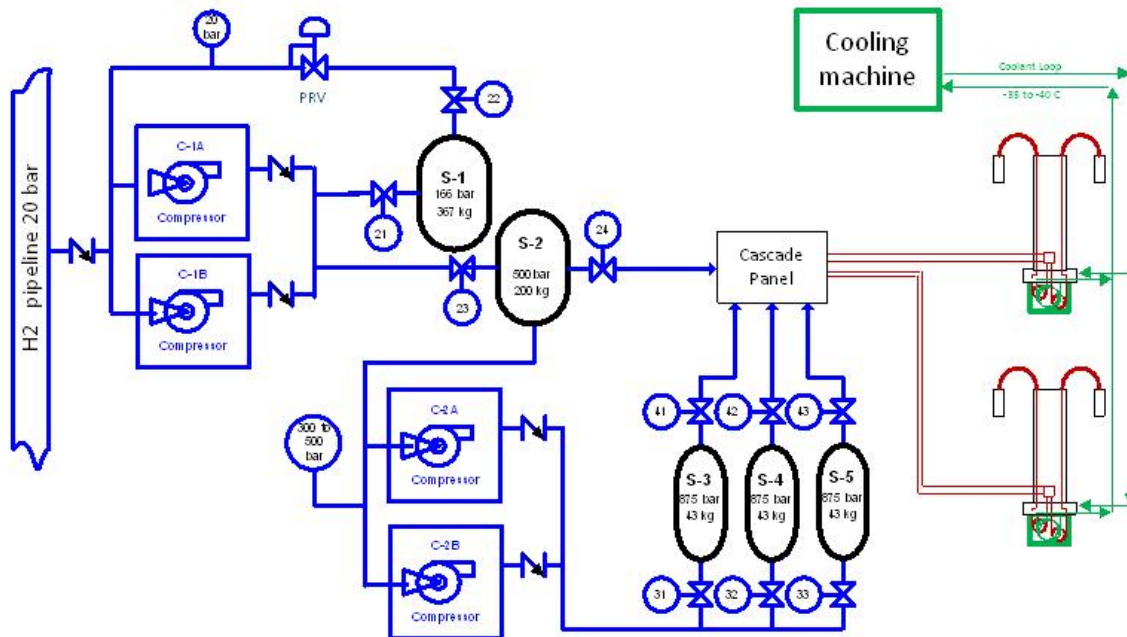 20
bar
PRV
22
Cooling
machine
Coolant Loop
-35 to -40 C
H2 pipeline 20 bar
C-1A
Compressor
C-1B
Compressor
21
S-1
166 bar
367 kg
S-2
500 bar
200 kg
23
24
Cascade
Panel
300 to
500
bar
C-2A
Compressor
C-2B
Compressor
41
42
43
S-3
875 bar
43 kg
S-4
875 bar
43 kg
S-5
875 bar
43 kg
31
32
33